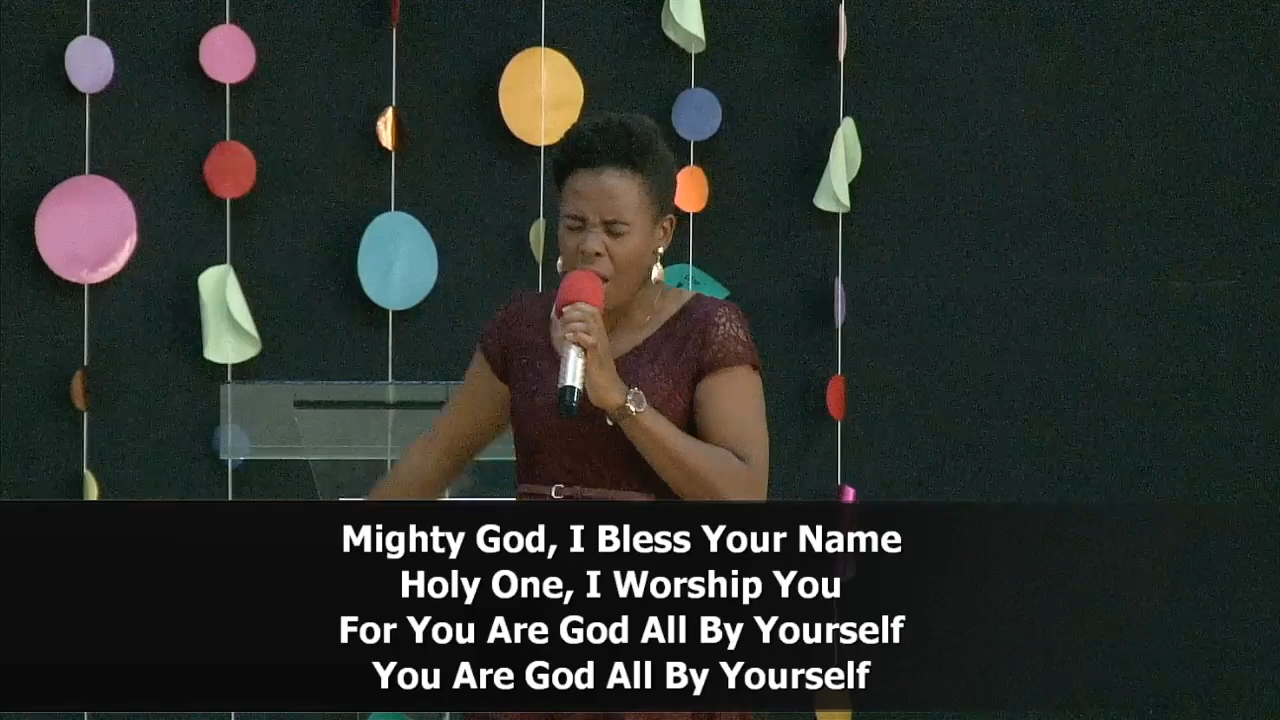 Mighty God, I Bless Your Name
Holy One, I Worship You
For You Are God All By Yourself
You Are God All By Yourself